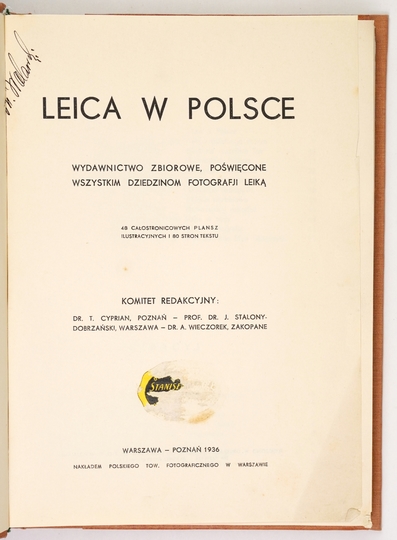 LEICA W POLSCE
WYDAWNICTWO ZBIOROWE, POŚWIĘCONE
WSZYSTKIM DZIEDZINOM FOTOGRAFJI LEIKĄ
48 CAŁOSTRONICOWYCH PLANSZ
ILUSTRACYJNYCH I 80 STRON TEKSTU
KOMITET REDAKCYJNY:
DR. T. CYPRIAN, POZNAŃ – PROF. DR. J. STALONY-
DOBRZAŃSKI, WARSZAWA – DR. A. WIECZOREK, ZAKOPANE
STANISŁ
WARSZAWA – POZNAŃ 1936
NAKŁADEM POLSKIEGO TOW. FOTOGRAFICZNEGO W WARSZAWIE